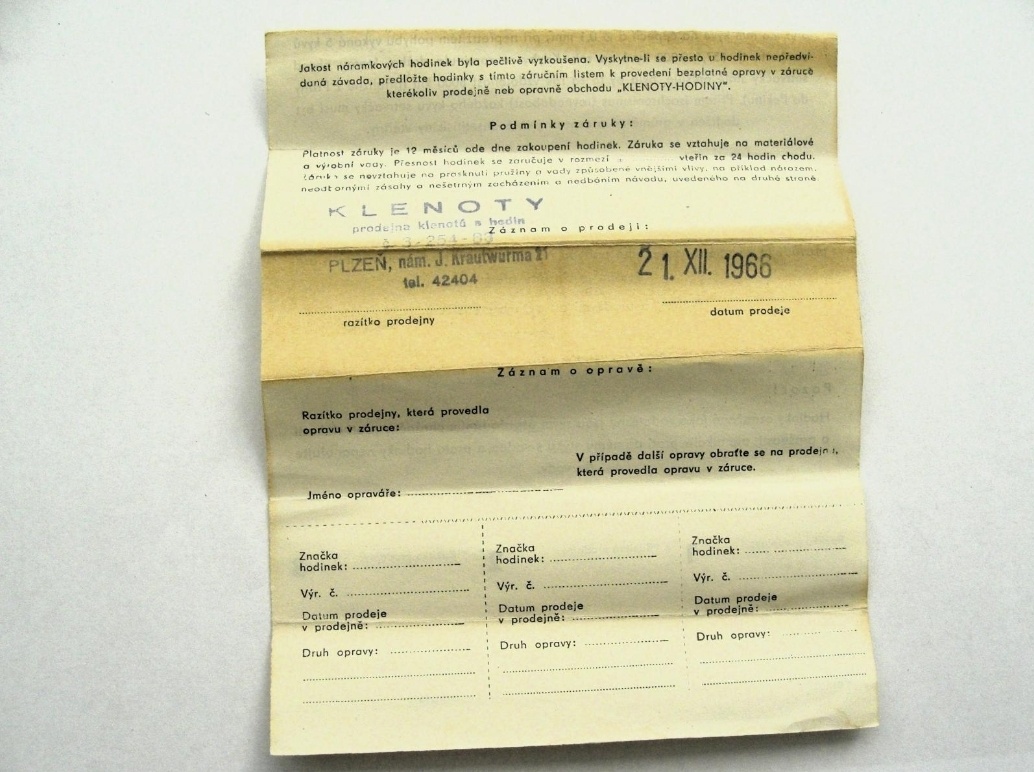 Jakost náramkových hodinek byla pečlivě vyzkoušena. Vyskytne-li se přesto u hodinek nepředví-
daná závada, předložte hodinky s tímto záručním listem k provedení bezplatné opravy v záruce
kterékoliv prodejně neb opravně obchodu „KLENOTY-HODINY".
Podmínky záruky:
Platnost záruky je 12 měsíců ode dne zakoupení hodinek. Záruka se vztahuje na materiálové
a výrobní vady. Přesnost hodinek se zaručuje v rozmezí vteřin za 24 hodin chodu.
Záruka se nevztahuje na prasknutí pružiny a vady způsobené vnějšími vlivy, na příklad nárazem,
neodbornými zásahy a nešetrným zacházením a nedbáním návodu, uvedeného na druhé straně.
KLENOTY
prodejna klenotů a hodin
Záznam o prodeji:
č. 3-251-
PLZEŇ, nám. J. Krautwurma 21
tel. 42404
21. XII. 1966
razítko prodejny
datum prodeje
Záznam o opravě:
Razítko prodejny, která provedla
opravu v záruce:
V případě další opravy obraťte se na prodejnu,
která provedla opravu v záruce.
Jméno opraváře:
Značka
hodinek:
Výr. č.
Datum prodeje
v prodejně:
Druh opravy:
Značka
hodinek:
Výr. č.
Datum prodeje
v prodejně:
Druh opravy:
Značka
hodinek:
Výr. č.
Datum prodeje
v prodejně:
Druh opravy: